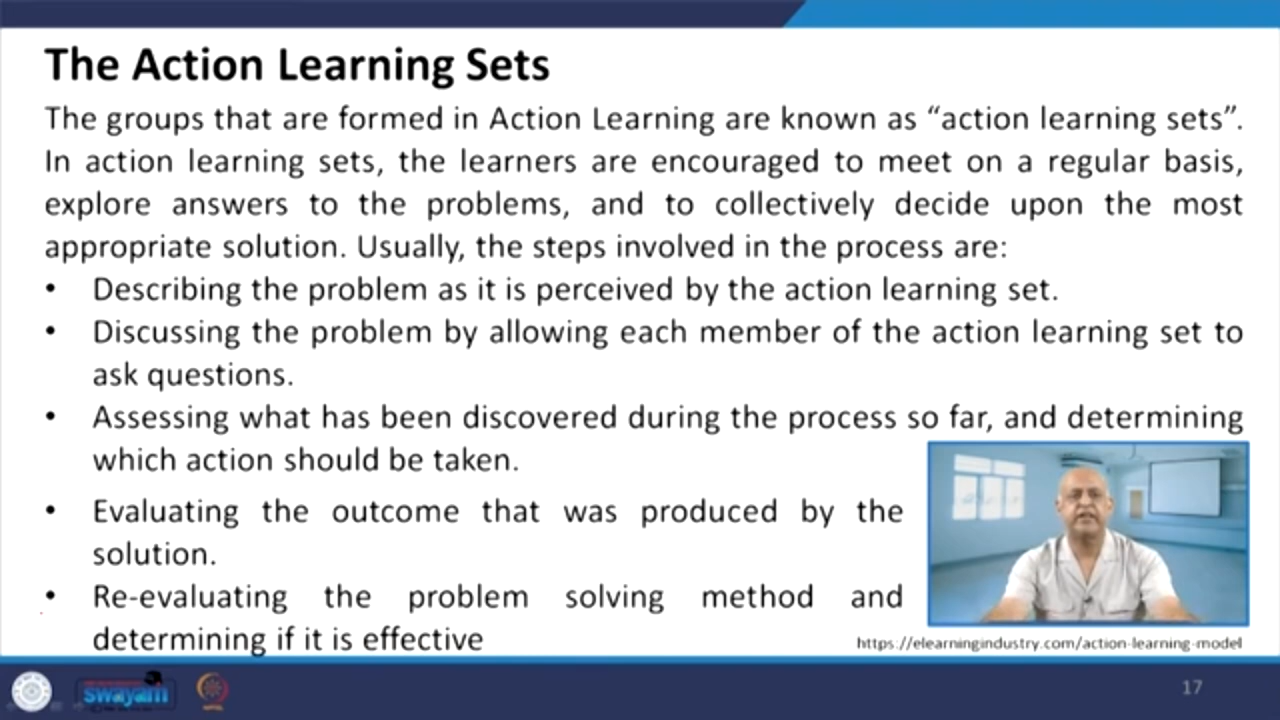 The Action Learning Sets
The groups that are formed in Action Learning are known as “action learning sets”.
In action learning sets, the learners are encouraged to meet on a regular basis,
explore answers to the problems, and to collectively decide upon the most
appropriate solution. Usually, the steps involved in the process are:
• Describing the problem as it is perceived by the action learning set.
• Discussing the problem by allowing each member of the action learning set to
ask questions.
• Assessing what has been discovered during the process so far, and determining
which action should be taken.
• Evaluating the outcome that was produced by the
solution.
• Re-evaluating the problem solving method and
determining if it is effective
https://elearningindustry.com/action-learning-model
swayam
17